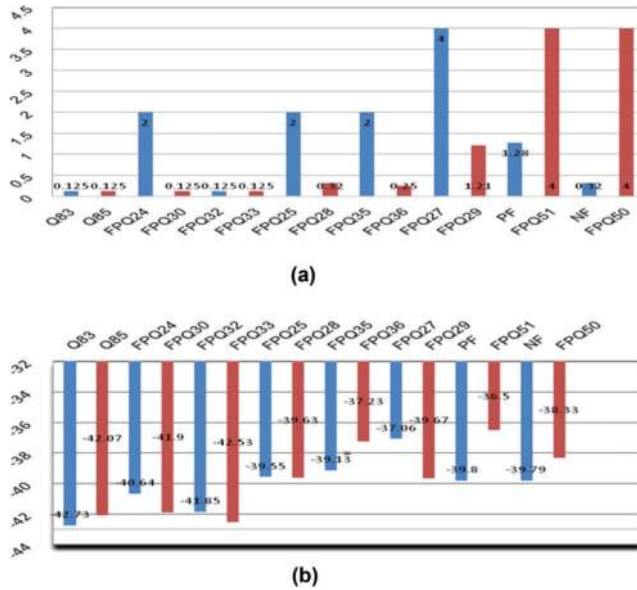 4.5
4
3.5
3
2.5
2
1.5
1
0.5
0
0.125 0.125 2 0.125 0.125 0.125 2 0.32 2 0.25 4 1.21 1.28 4 0.32 4
Q83 Q85 FPQ24 FPQ30 FPQ32 FPQ33 FPQ25 FPQ28 FPQ35 FPQ36 FPQ27 FPQ29 PF FPQ51 NF FPQ50
(a)
Q83 Q85 FPQ24 FPQ30 FPQ32 FPQ33 FPQ25 FPQ28 FPQ35 FPQ36 FPQ27 FPQ29 PF FPQ51 NF FPQ50
-32
-34
-36
-38
-40
-42
-44
-42.73 -42.07 -40.64 -41.9 -41.85 -42.53 -39.55 -39.63 -39.13 -37.23 -37.06 -39.67 -39.8 -36.5 -39.79 -38.33
(b)